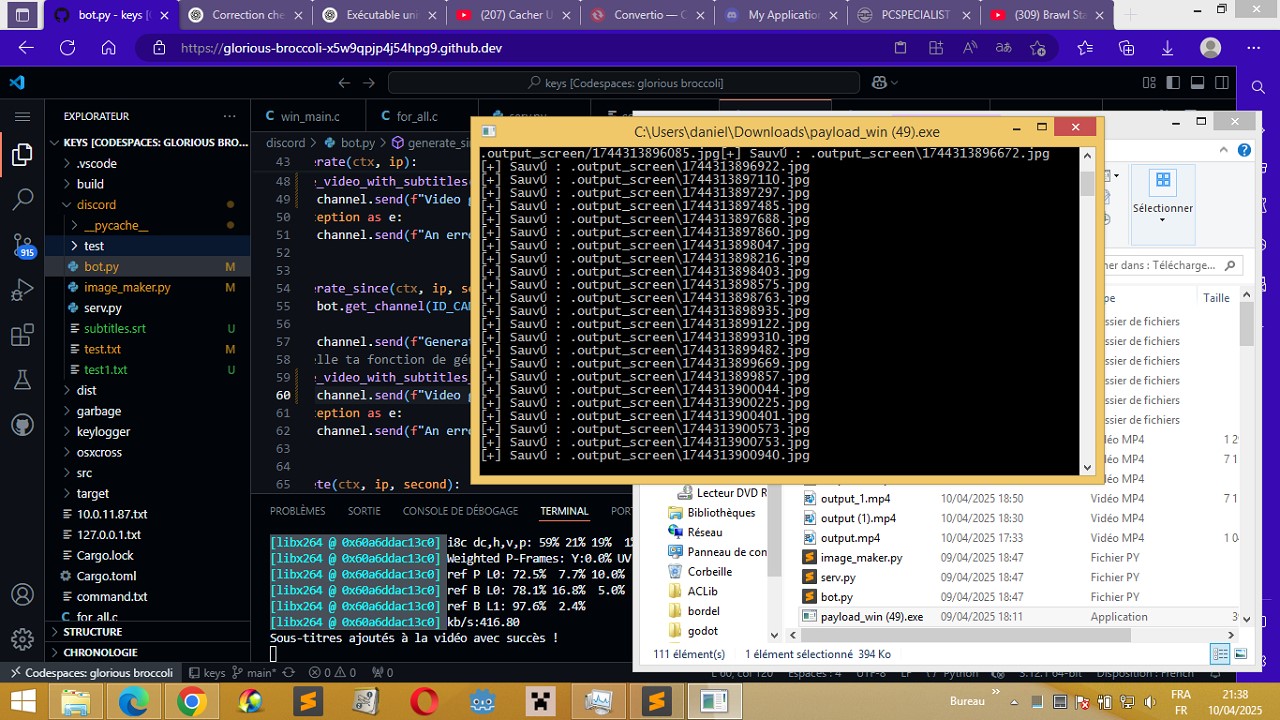 bot.py - keys [
Correction che
Exécutable uni
(207) Cacher U
Convertio — C
My Application
PCSPECIALIST
(309) Brawl Sta
https://glorious-broccoli-x5w9qpjp4j54hpg9.github.dev
keys [Codespaces: glorious broccoli]
EXPLORATEUR
KEYS [CODESPACES: GLORIOUS BRO...
.vscode
build
discord
__pycache__
test
bot.py M
image_maker.py M
serv.py
subtitles.srt U
test.txt M
test1.txt U
dist
garbage
keylogger
osxcross
src
target
10.0.11.87.txt
127.0.0.1.txt
Cargo.lock
Cargo.toml
command.txt
for_all.c
STRUCTURE
CHRONOLOGIE
915
win_main.c
for_all.c
discord > bot.py > generate_si
43 erate(ctx, ip):
48 e_video_with_subtitles(
49 channel.send(f"Video p
50 ception as e:
51 channel.send(f"An erro
52
53
54 generate_since(ctx, ip, se
55 bot.get_channel(ID_CAN
56
57 channel.send(f"Generat
58 elle ta fonction de gén
59 e_video_with_subtitles_
60 channel.send(f"Video p
61 ception as e:
62 channel.send(f"An erro
63
64
65 ate(ctx, ip, second):
PROBLÈMES
SORTIE
CONSOLE DE DÉBOGAGE
TERMINAL
PORT
[libx264 @ 0x60a6ddac13c0] i8c dc,h,v,p: 59% 21% 19% 1%
[libx264 @ 0x60a6ddac13c0] Weighted P-Frames: Y:0.0% UV
[libx264 @ 0x60a6ddac13c0] ref P L0: 72.5% 7.7% 10.0%
[libx264 @ 0x60a6ddac13c0] ref B L0: 78.1% 16.8% 5.0%
[libx264 @ 0x60a6ddac13c0] ref B L1: 97.6% 2.4%
[libx264 @ 0x60a6ddac13c0] kb/s:416.80
Sous-titres ajoutés à la vidéo avec succès !
C:\Users\daniel\Downloads\payload_win (49).exe
.output_screen/1744313896085.jpg[+] SauvÚ : .output_screen\1744313896672.jpg
[+] SauvÚ : .output_screen\1744313896922.jpg
[+] SauvÚ : .output_screen\1744313897110.jpg
[+] SauvÚ : .output_screen\1744313897297.jpg
[+] SauvÚ : .output_screen\1744313897485.jpg
[+] SauvÚ : .output_screen\1744313897688.jpg
[+] SauvÚ : .output_screen\1744313897860.jpg
[+] SauvÚ : .output_screen\1744313898047.jpg
[+] SauvÚ : .output_screen\1744313898216.jpg
[+] SauvÚ : .output_screen\1744313898403.jpg
[+] SauvÚ : .output_screen\1744313898575.jpg
[+] SauvÚ : .output_screen\1744313898763.jpg
[+] SauvÚ : .output_screen\1744313898935.jpg
[+] SauvÚ : .output_screen\1744313899122.jpg
[+] SauvÚ : .output_screen\1744313899310.jpg
[+] SauvÚ : .output_screen\1744313899482.jpg
[+] SauvÚ : .output_screen\1744313899669.jpg
[+] SauvÚ : .output_screen\1744313899857.jpg
[+] SauvÚ : .output_screen\1744313900044.jpg
[+] SauvÚ : .output_screen\1744313900225.jpg
[+] SauvÚ : .output_screen\1744313900401.jpg
[+] SauvÚ : .output_screen\1744313900573.jpg
[+] SauvÚ : .output_screen\1744313900753.jpg
[+] SauvÚ : .output_screen\1744313900940.jpg
Sélectionner
her dans : Télécharge...
pe
Taille
ssier de fichiers
ssier de fichiers
ssier de fichiers
ssier de fichiers
ssier de fichiers
ssier de fichiers
déo MP4 1 2
déo MP4 7 1
déo MP4
Lecteur DVD R
Bibliothèques
Réseau
Panneau de con
Corbeille
ACLib
bordel
godot
output_1.mp4 10/04/2025 18:50 Vidéo MP4 7 1
output (1).mp4 10/04/2025 18:30 Vidéo MP4
output.mp4 10/04/2025 17:33 Vidéo MP4 1 0
image_maker.py 09/04/2025 18:47 Fichier PY
serv.py 09/04/2025 18:47 Fichier PY
bot.py 09/04/2025 18:47 Fichier PY
payload_win (49).exe 09/04/2025 18:11 Application 3
111 élément(s) 1 élément sélectionné 394 Ko
Codespaces: glorious broccoli
keys
main*
0 0
0
Bureau
FRA
FR
21:38
10/04/2025